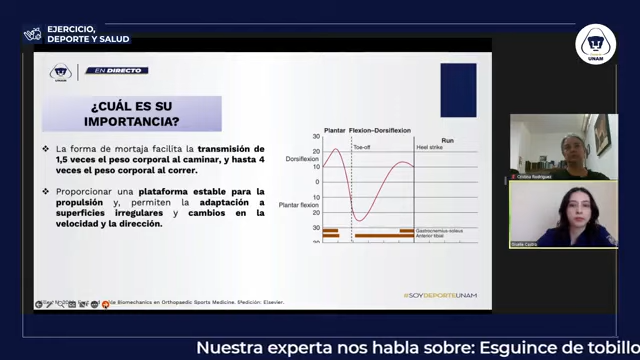 EJERCICIO,
DEPORTE Y SALUD
UNAM
UNAM
EN DIRECTO
¿CUÁL ES SU
IMPORTANCIA?
❖ La forma de mortaja facilita la transmisión de
1,5 veces el peso corporal al caminar, y hasta 4
veces el peso corporal al correr.
❖ Proporcionar una plataforma estable para la
propulsión y, permiten la adaptación a
superficies irregulares y cambios en la
velocidad y la dirección.
Plantar Flexion–Dorsiflexion
Run
30
Toe-off
Heel strike
20
Dorsiflexion
10
0
10
Plantar flexion
20
30
Gastrocnemius-soleus
Anterior tibial
Biomechanics in Orthopaedic Sports Medicine.
Elsevier.
#SOYDEPORTEUNAM
Rodríguez
Nuestra experta nos habla sobre: Esguince de tobillo